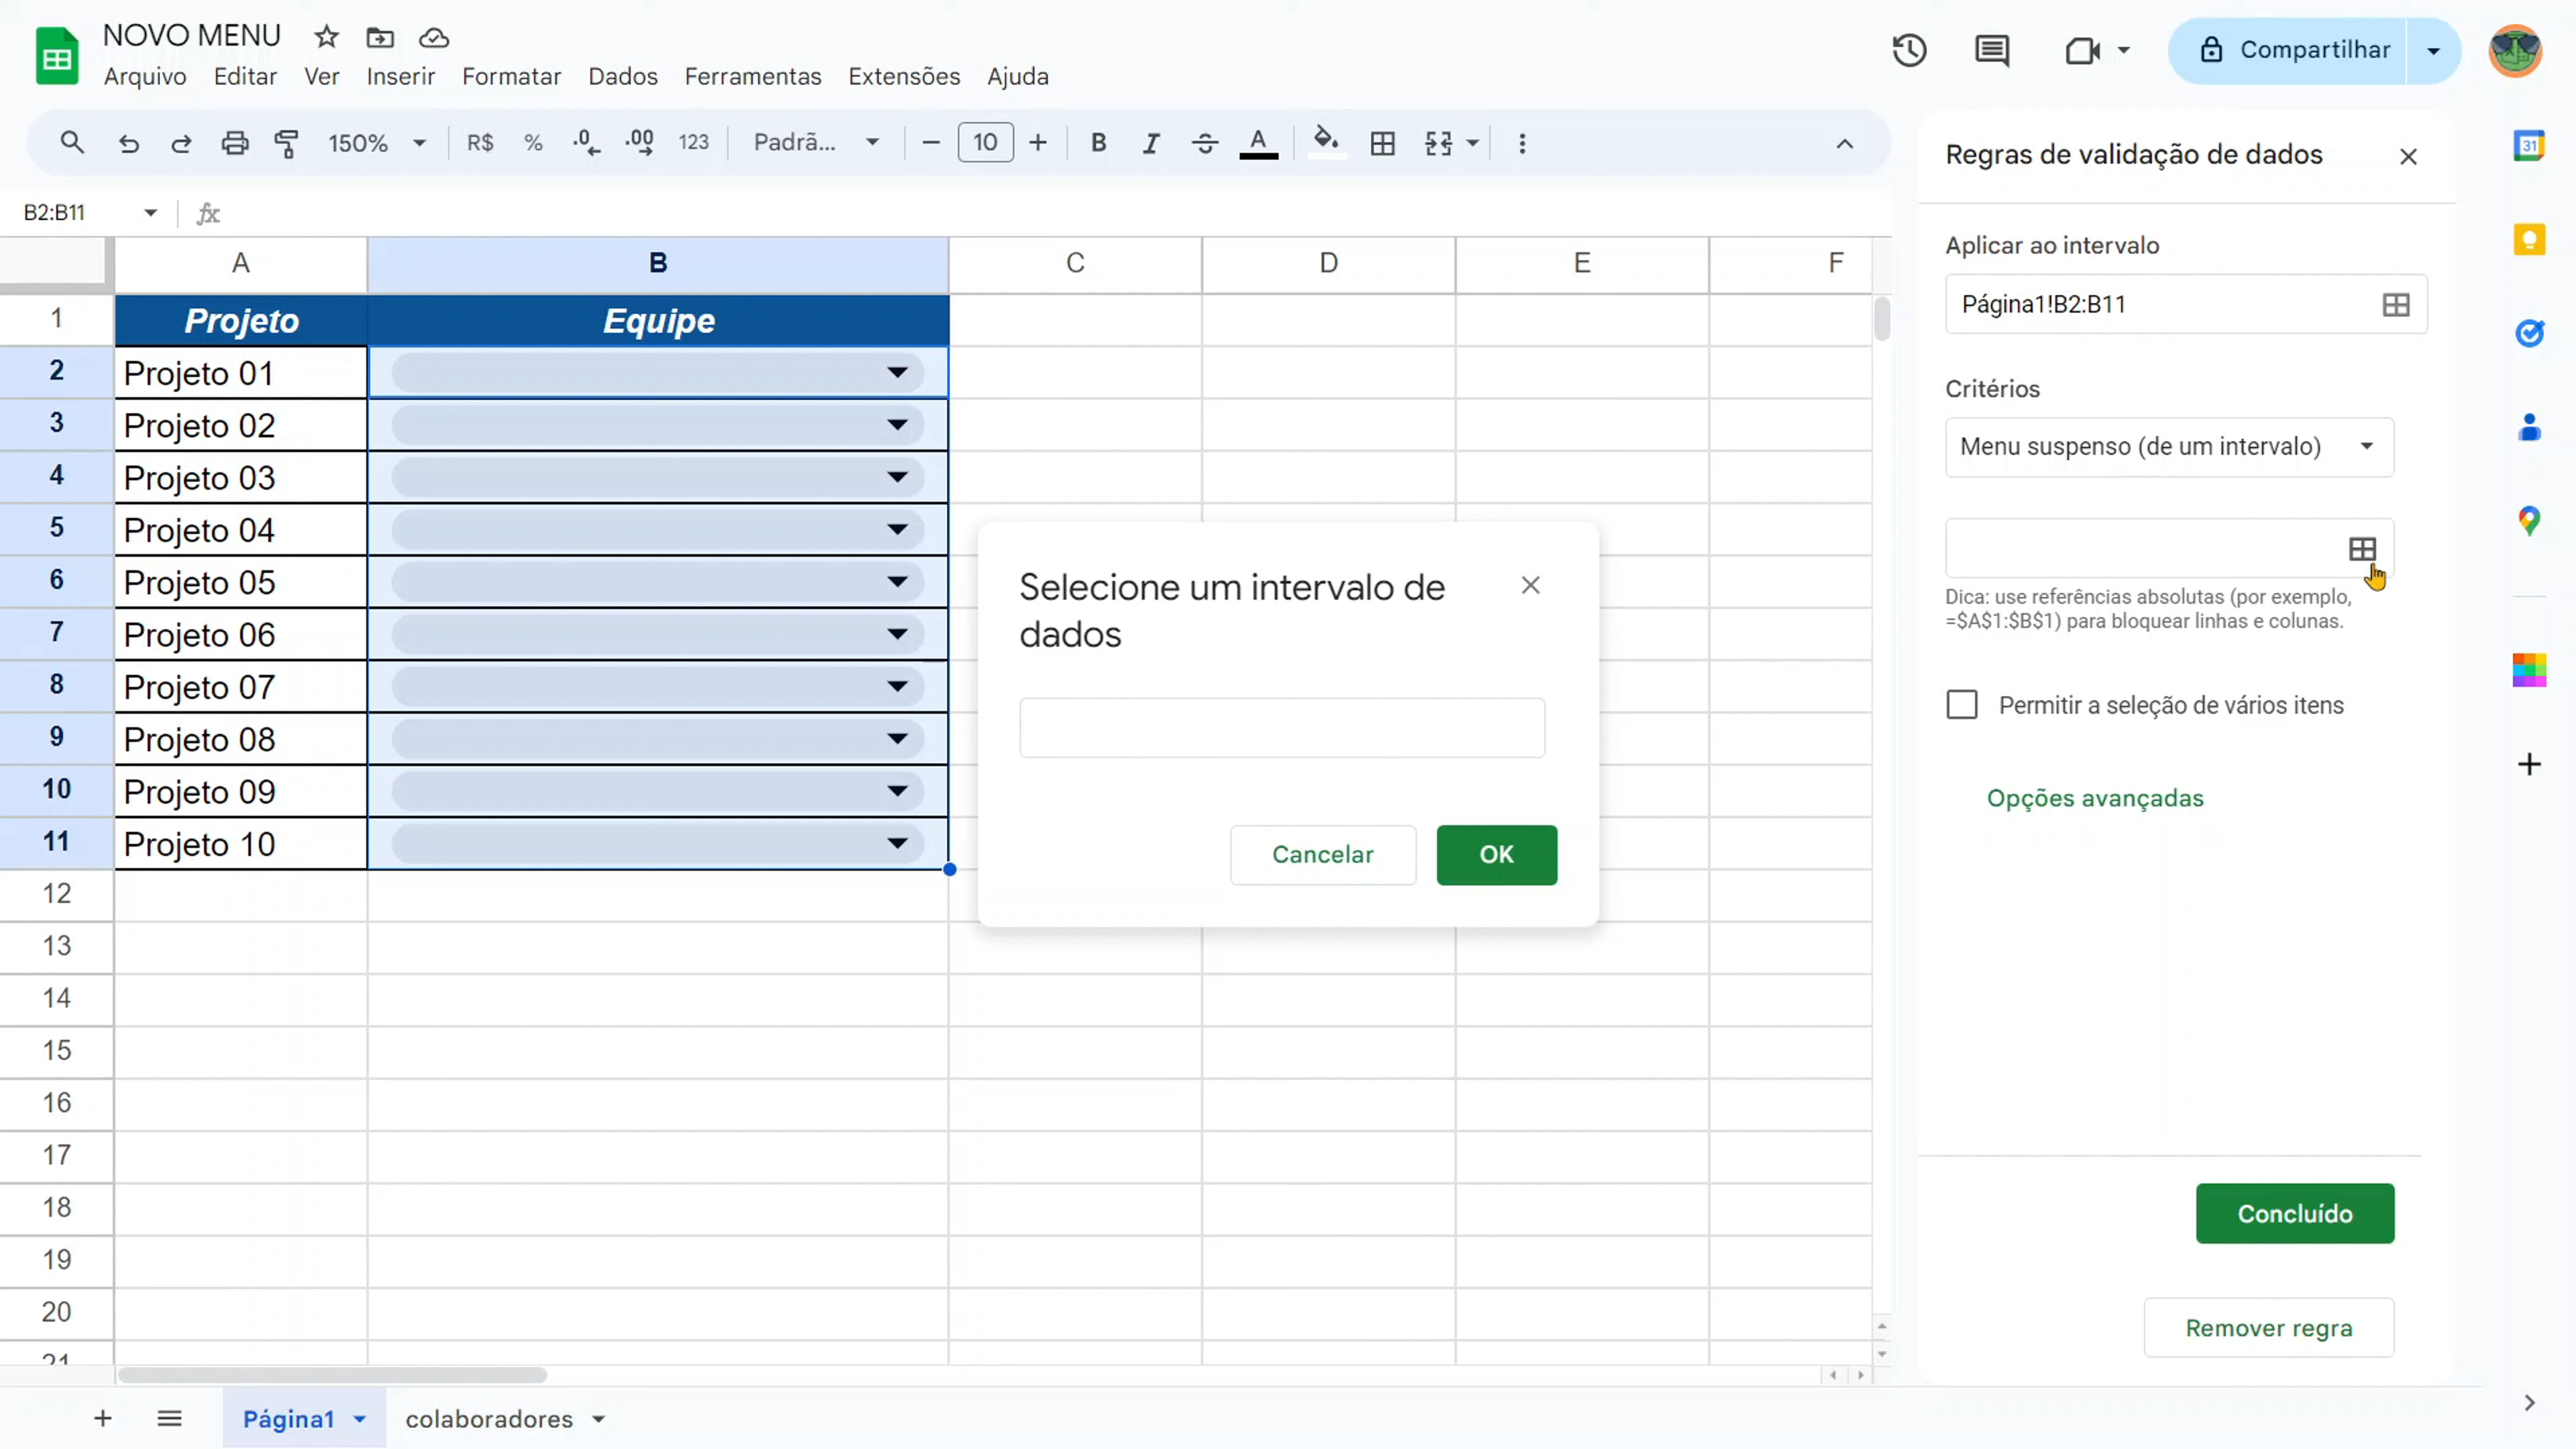 NOVO MENU
Arquivo Editar Ver Inserir Formatar Dados Ferramentas Extensões Ajuda
Compartilhar
150% R$ % .0 .00 123 Padrã... 10 B I S A
B2:B11 fx
A B C D E F
1 Projeto Equipe
2 Projeto 01
3 Projeto 02
4 Projeto 03
5 Projeto 04
6 Projeto 05
7 Projeto 06
8 Projeto 07
9 Projeto 08
10 Projeto 09
11 Projeto 10
12
13
14
15
16
17
18
19
20
21
Selecione um intervalo de
dados
Cancelar OK
Regras de validação de dados
Aplicar ao intervalo
Página1!B2:B11
Critérios
Menu suspenso (de um intervalo)
Dica: use referências absolutas (por exemplo,
=$A$1:$B$1) para bloquear linhas e colunas.
Permitir a seleção de vários itens
Opções avançadas
Concluído
Remover regra
31
Página1 colaboradores